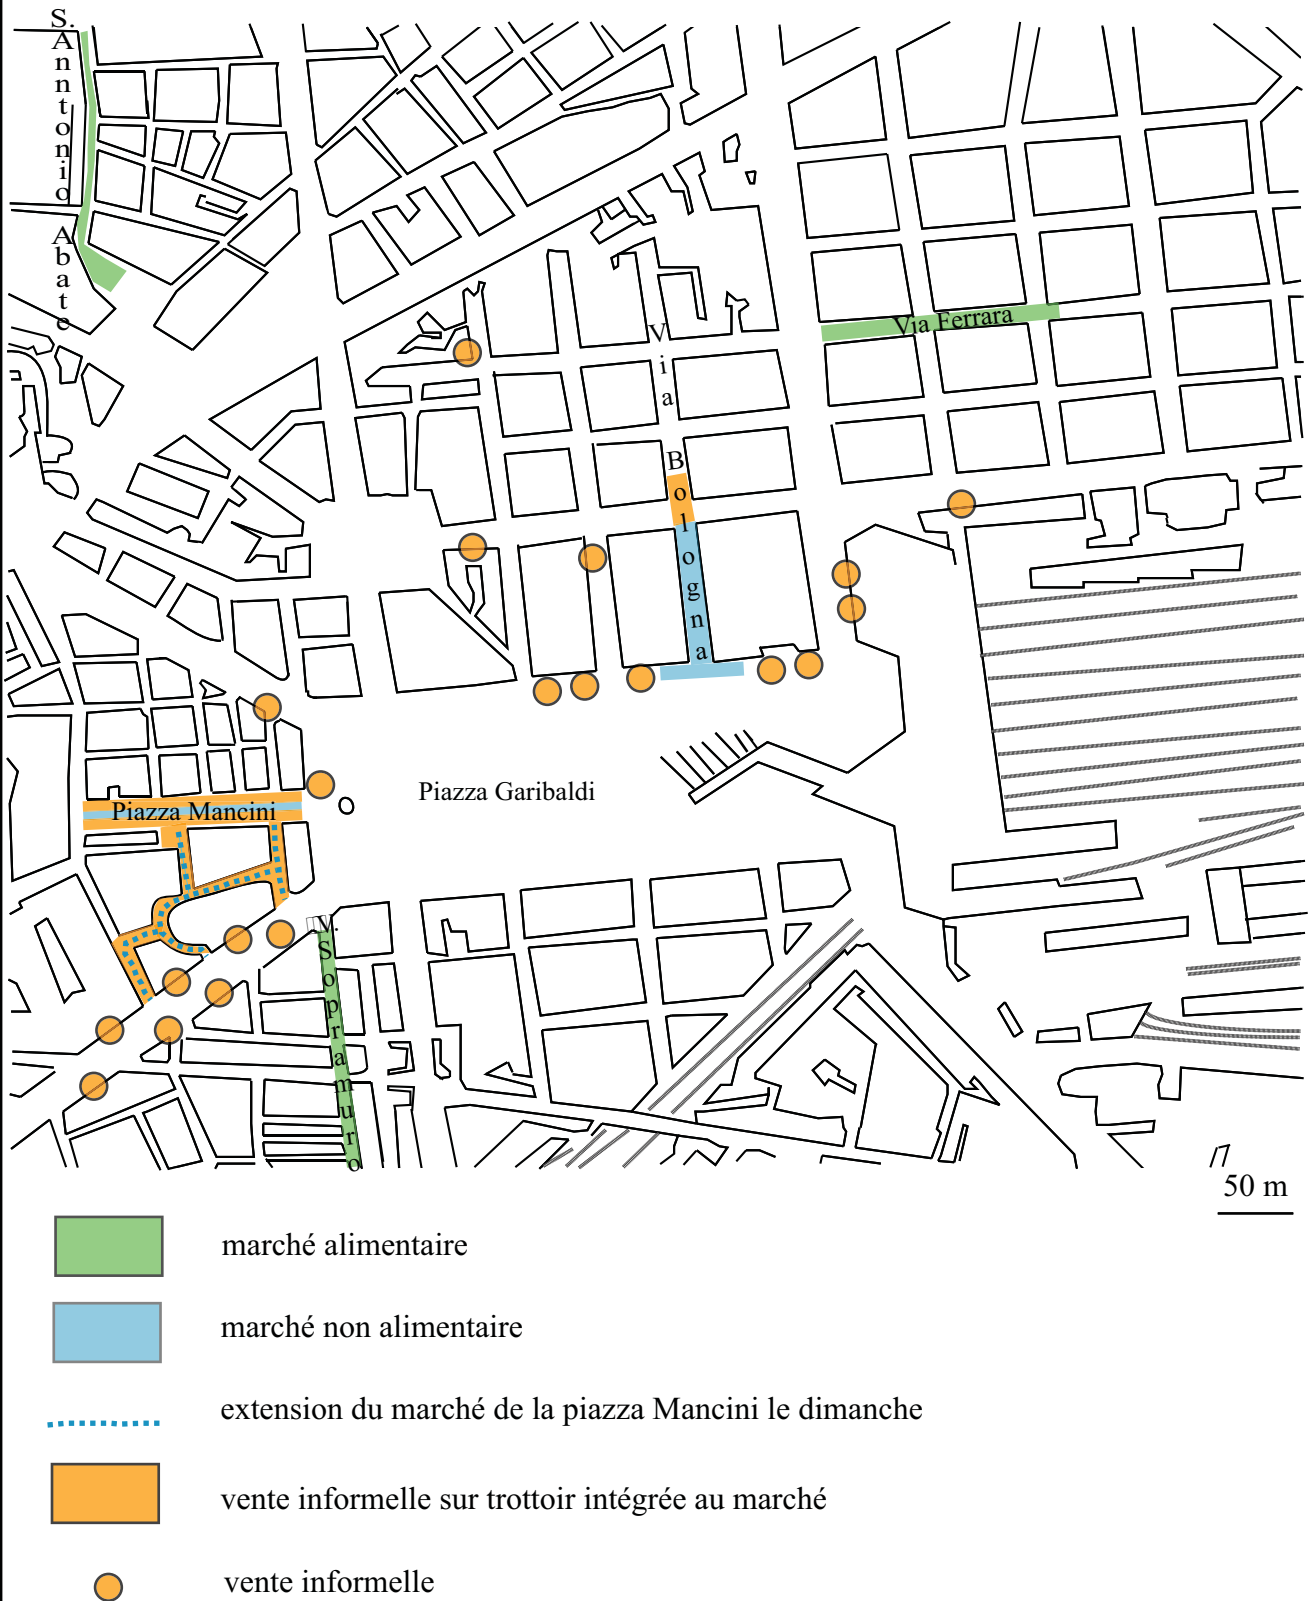 S. Anntonio Abate
Via Ferrara
Via Bologna
Piazza Garibaldi
Piazza Mancini
V. Sopramuro
50 m
marché alimentaire
marché non alimentaire
extension du marché de la piazza Mancini le dimanche
vente informelle sur trottoir intégrée au marché
vente informelle